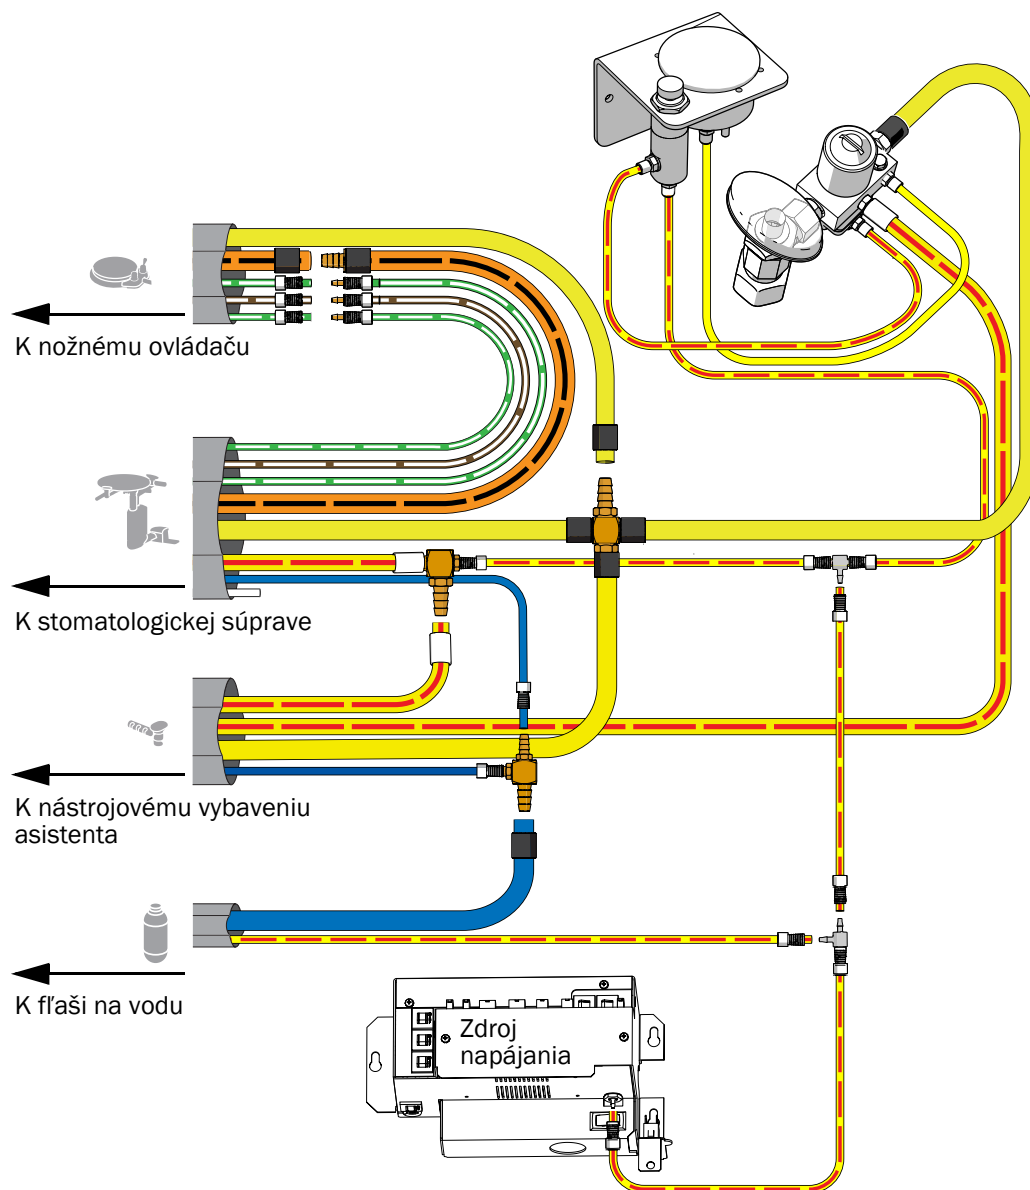 K nožnému ovládaču
K stomatologickej súprave
K nástrojovému vybaveniu
asistenta
K fľaši na vodu
Zdroj
napájania